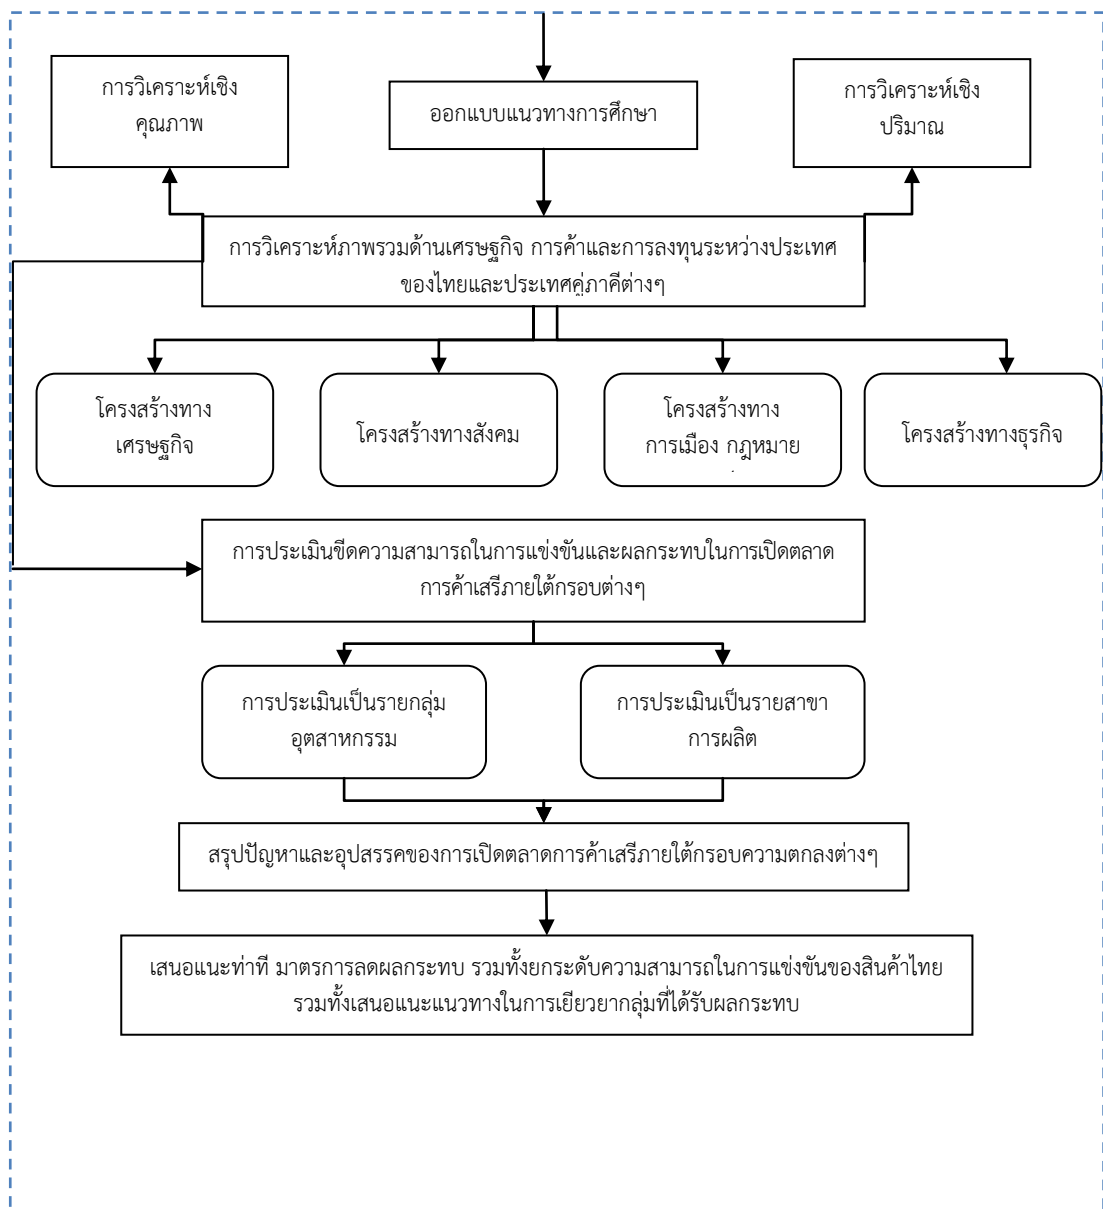 การวิเคราะห์เชิง
คุณภาพ
ออกแบบแนวทางการศึกษา
การวิเคราะห์เชิง
ปริมาณ
การวิเคราะห์ภาพรวมด้านเศรษฐกิจ การค้าและการลงทุนระหว่างประเทศ
ของไทยและประเทศคู่ภาคีต่างๆ
โครงสร้างทาง
เศรษฐกิจ
โครงสร้างทางสังคม
โครงสร้างทาง
การเมือง กฎหมาย
โครงสร้างทางธุรกิจ
การประเมินขีดความสามารถในการแข่งขันและผลกระทบในการเปิดตลาด
การค้าเสรีภายใต้กรอบต่างๆ
การประเมินเป็นรายกลุ่ม
อุตสาหกรรม
การประเมินเป็นรายสาขา
การผลิต
สรุปปัญหาและอุปสรรคของการเปิดตลาดการค้าเสรีภายใต้กรอบความตกลงต่างๆ
เสนอแนะท่าที มาตรการลดผลกระทบ รวมทั้งยกระดับความสามารถในการแข่งขันของสินค้าไทย
รวมทั้งเสนอแนะแนวทางในการเยียวยากลุ่มที่ได้รับผลกระทบ